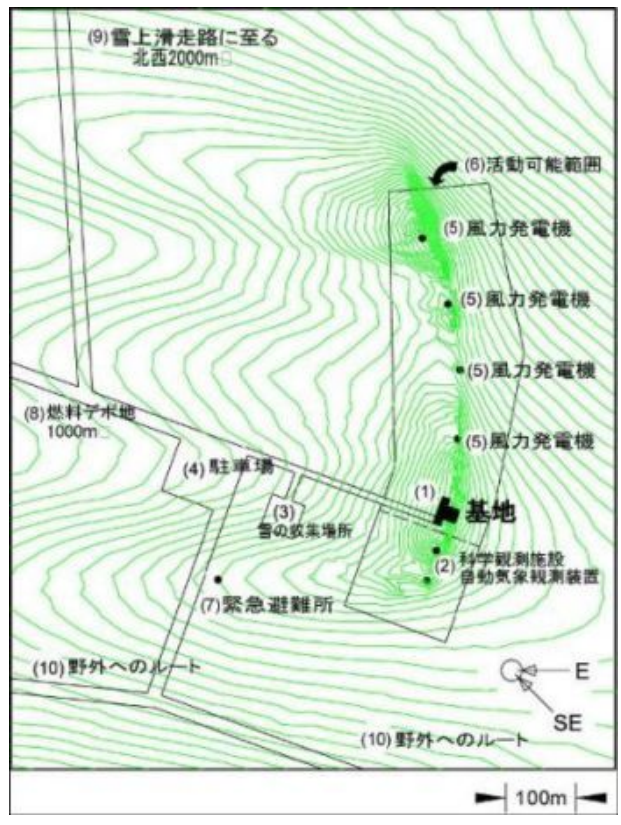 (9)雪上滑走路に至る
北西2000m
(6)活動可能範囲
(5)風力発電機
(5)風力発電機
(5)風力発電機
(8)燃料デポ地
1000m
(5)風力発電機
(4)駐車場
(1)
基地
(3)
雪の収集場所
(2)科学観測施設
自動気象観測装置
(7)緊急避難所
(10)野外へのルート
E
SE
(10)野外へのルート
100m